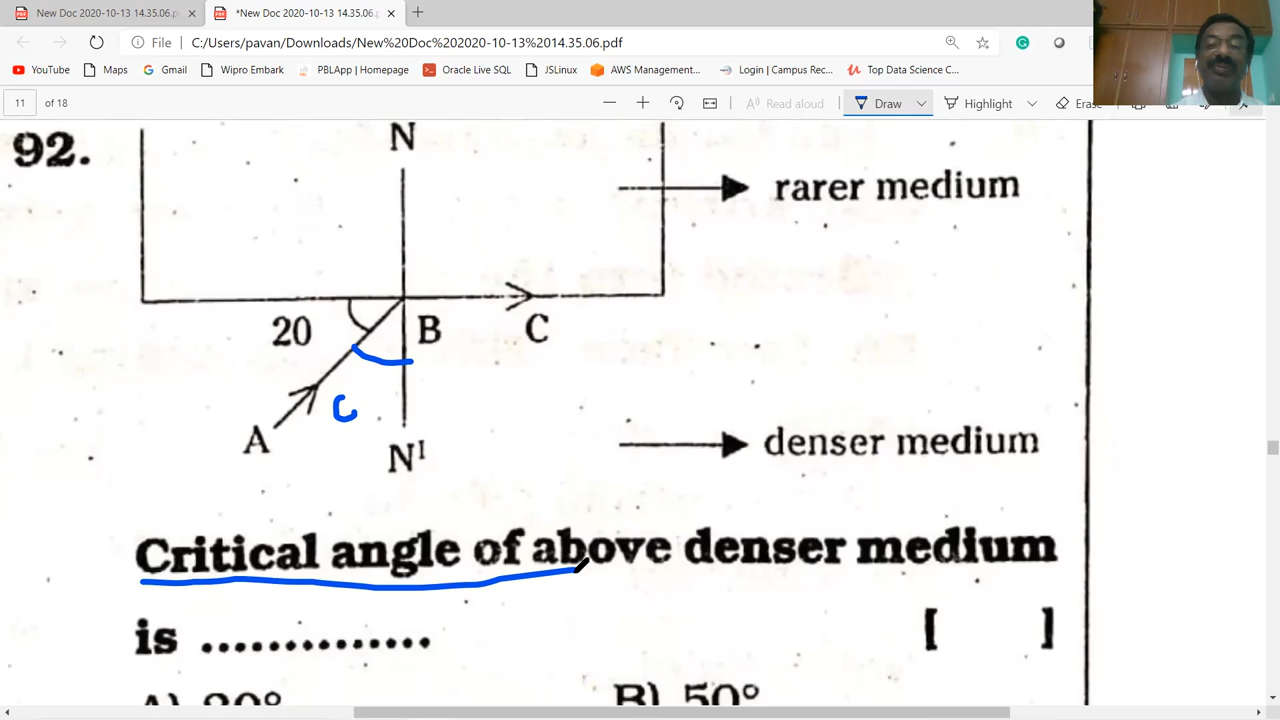 New Doc 2020-10-13 14.35.06.p
*New Doc 2020-10-13 14.35.06.p
File C:/Users/pavan/Downloads/New%20Doc%202020-10-13%2014.35.06.pdf
YouTube Maps Gmail Wipro Embark PBLApp | Homepage Oracle Live SQL JSLinux AWS Management... Login | Campus Rec... Top Data Science C...
11 of 18 Read aloud Draw Highlight Erase
92.
N
rarer medium
20 B C
C
A
N^I
denser medium
Critical angle of above denser medium
is .............. [ ]
A) 20° B) 50°